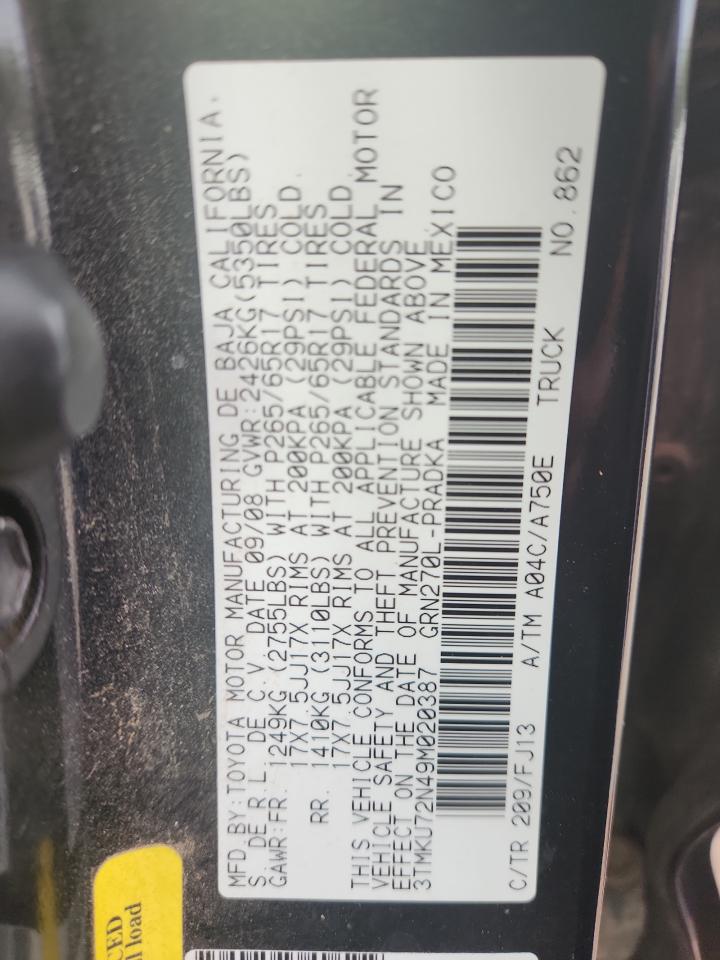 MFD.BY:TOYOTA MOTOR MANUFACTURING DE BAJA CALIFORNIA.
S. DE R.L DE C.V DATE 09/08 GVWR:2426KG(5350LBS)
GAWR:FR. 1249KG(2755LBS) WITH P265/65R17 TIRES
17X7.5JJ17X RIMS AT 200KPA (29PSI) COLD.
RR. 1410KG(3110LBS) WITH P265/65R17 TIRES
17X7.5JJ17X RIMS AT 200KPA (29PSI) COLD
THIS VEHICLE CONFORMS TO ALL APPLICABLE FEDERAL MOTOR
VEHICLE SAFETY AND THEFT PREVENTION STANDARDS IN
EFFECT ON THE DATE OF MANUFACTURE SHOWN ABOVE
3TMKU72N49M020387 GRN270L-PRADKA MADE IN MEXICO
C/TR 209/FJ13 A/TM A04C/A750E TRUCK NO.862
load